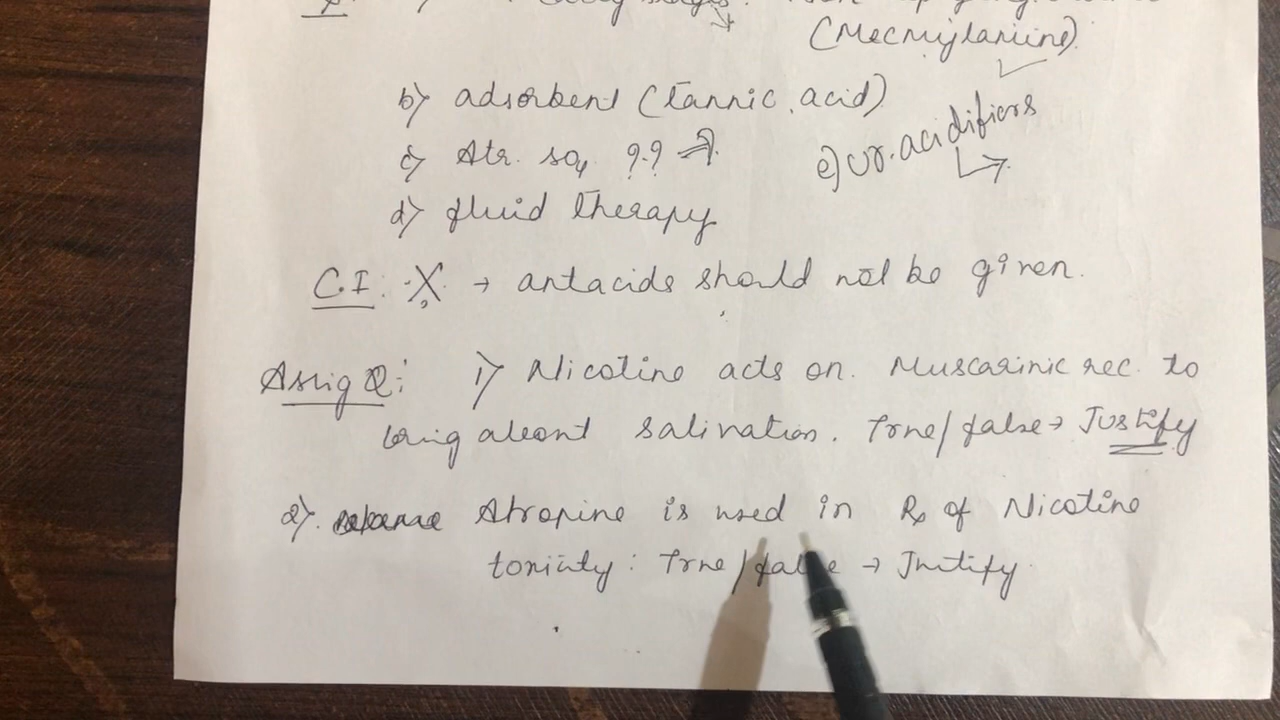 (Mecmylamine)
b) adsorbent (Tannic acid)
c) Atr. so4 ?.? →
e) ur. acidifiers
d) fluid therapy
C.I: X → antacids should not be given.
Assig Q: 1) Nicotine acts on. Muscarinic rec. to
bring about salivation. True/false → Justify
2). Atropine is used in Rx of Nicotine
toxicity: True/false → Justify.